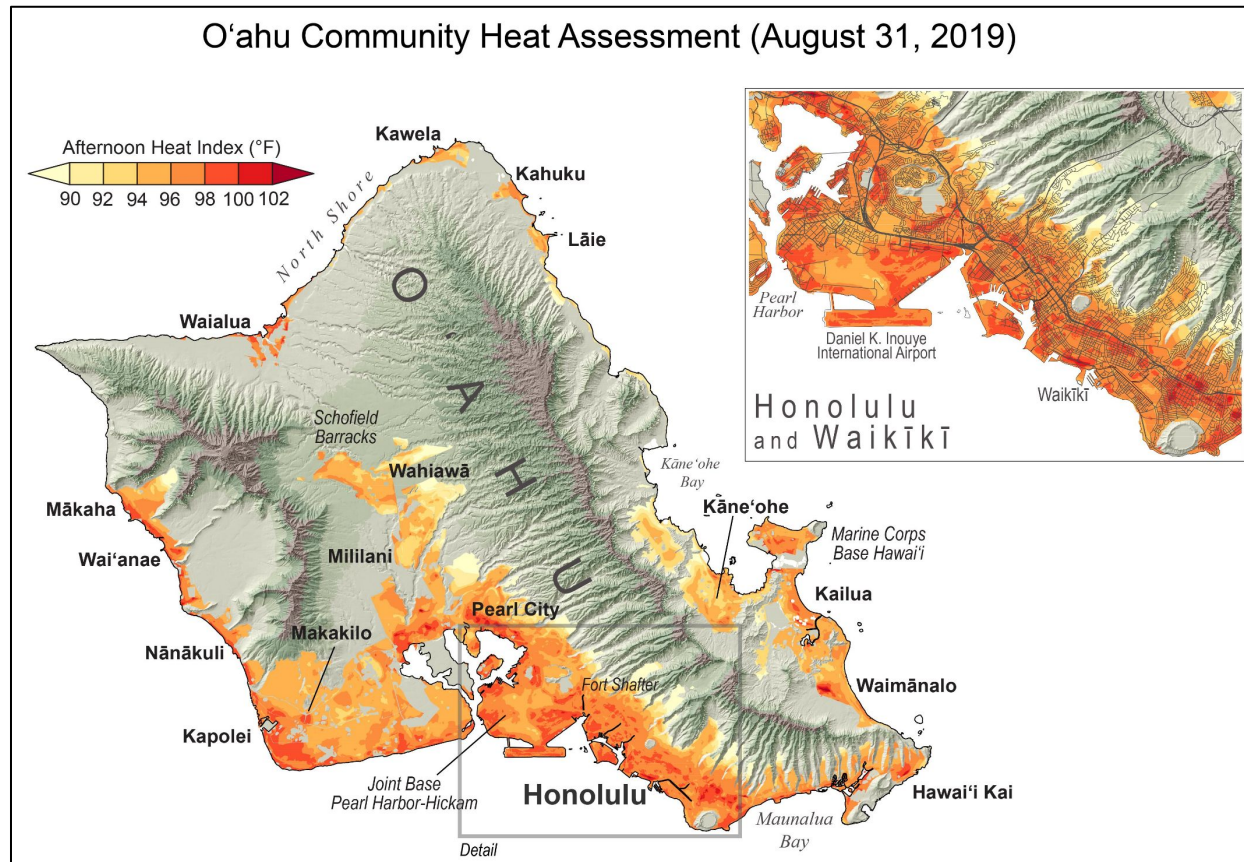 Oʻahu Community Heat Assessment (August 31, 2019)
Afternoon Heat Index (°F)
90 92 94 96 98 100 102
Kawela
Kahuku
Lāie
North Shore
Waialua
O
A
H
U
Schofield
Barracks
Wahiawā
Mākaha
Waiʻanae
Mililani
Pearl City
Makakilo
Nānākuli
Kapolei
Joint Base
Pearl Harbor-Hickam
Fort Shafter
Honolulu
Detail
Kāneʻohe
Bay
Kāneʻohe
Marine Corps
Base Hawaiʻi
Kailua
Waimānalo
Hawaiʻi Kai
Maunalua
Bay
Pearl
Harbor
Daniel K. Inouye
International Airport
Waikīkī
Honolulu
and Waikīkī